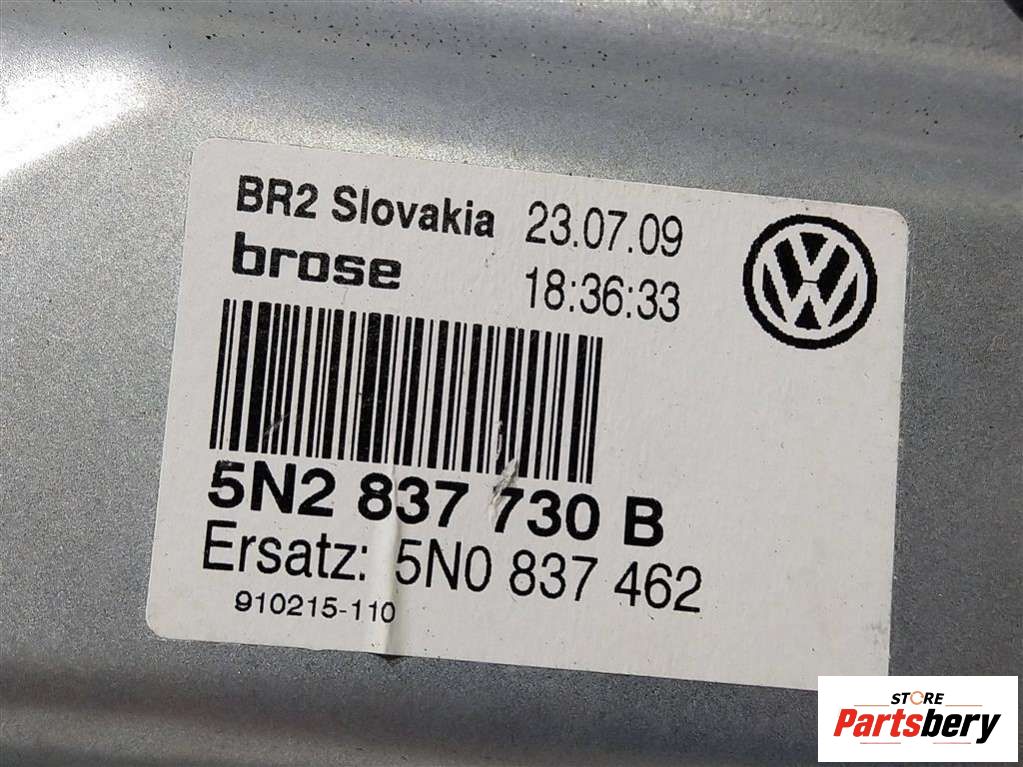 BR2 Slovakia 23.07.09
brose 18:36:33
5N2 837 730 B
Ersatz: 5N0 837 462
910215-110
STORE
Partsbery